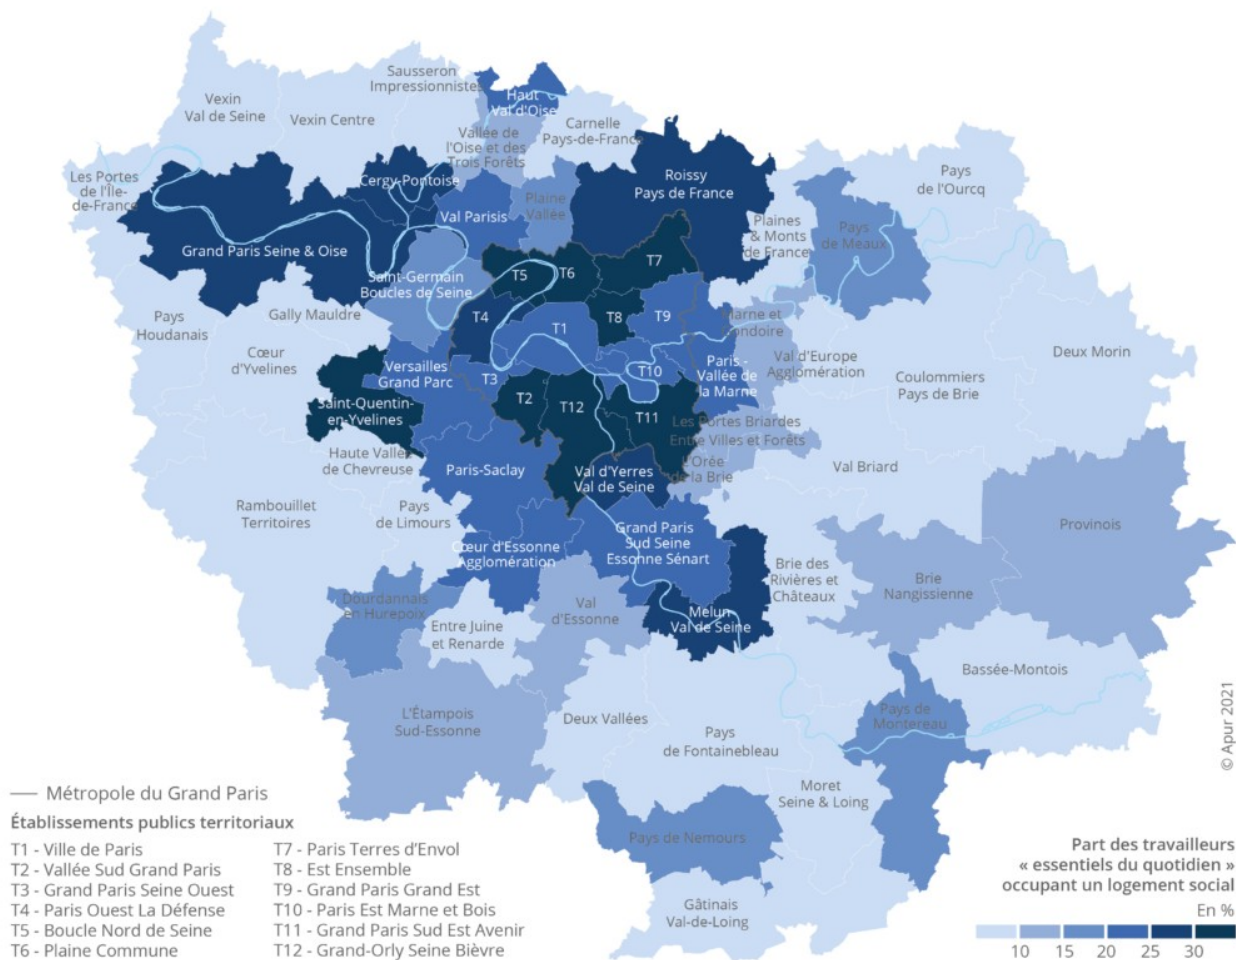 Sausseron
Impressionnistes
Haut
Val d'Oise
Vexin
Val de Seine
Vexin Centre
Vallée de
l'Oise et des
Trois Forêts
Carnelle
Pays-de-France
Les Portes
de l'Île-
de-France
Cergy-Pontoise
Roissy
Pays de France
Pays
de l'Ourcq
Val Parisis
Plaine
Vallée
Plaines
& Monts
de France
Pays
de Meaux
Grand Paris Seine & Oise
Saint-Germain
Boucles de Seine
T5
T6
T7
Pays
Houdanais
Gally Mauldre
T4
T1
T8
T9
Marne et
Gondoire
Cœur
d'Yvelines
Versailles
Grand Parc
T3
T10
Paris -
Vallée de
la Marne
Val d'Europe
Agglomération
Deux Morin
Coulommiers
Pays de Brie
Saint-Quentin-
en-Yvelines
T2
T12
T11
Les Portes Briardes
Entre Villes et Forêts
Haute Vallée
de Chevreuse
Paris-Saclay
Val d'Yerres
Val de Seine
L'Orée
de la Brie
Val Briard
Rambouillet
Territoires
Pays
de Limours
Grand Paris
Sud Seine
Essonne Sénart
Provinois
Cœur d'Essonne
Agglomération
Brie des
Rivières et
Châteaux
Brie
Nangissienne
Dourdannais
en Hurepoix
Entre Juine
et Renarde
Val
d'Essonne
Melun
Val de Seine
Bassée-Montois
L'Étampois
Sud-Essonne
Deux Vallées
Pays
de Fontainebleau
Pays de
Montereau
Moret
Seine & Loing
Pays de Nemours
Gâtinais
Val-de-Loing
© Apur 2021
Métropole du Grand Paris
Établissements publics territoriaux
T1 - Ville de Paris
T2 - Vallée Sud Grand Paris
T3 - Grand Paris Seine Ouest
T4 - Paris Ouest La Défense
T5 - Boucle Nord de Seine
T6 - Plaine Commune
T7 - Paris Terres d'Envol
T8 - Est Ensemble
T9 - Grand Paris Grand Est
T10 - Paris Est Marne et Bois
T11 - Grand Paris Sud Est Avenir
T12 - Grand-Orly Seine Bièvre
Part des travailleurs
« essentiels du quotidien »
occupant un logement social
En %
10 15 20 25 30